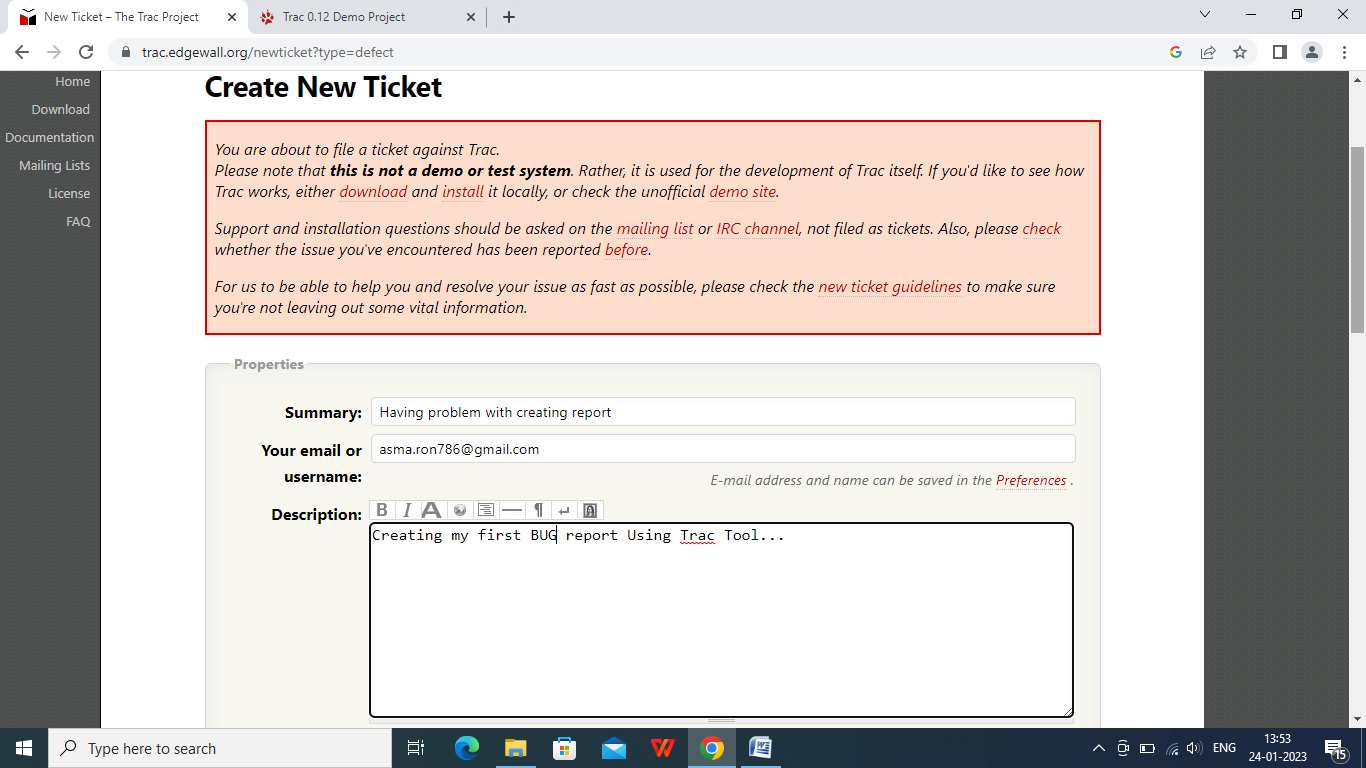 New Ticket – The Trac Project
Trac 0.12 Demo Project
trac.edgewall.org/newticket?type=defect
Home
Download
Documentation
Mailing Lists
License
FAQ
Create New Ticket
You are about to file a ticket against Trac.
Please note that this is not a demo or test system. Rather, it is used for the development of Trac itself. If you'd like to see how
Trac works, either download and install it locally, or check the unofficial demo site.
Support and installation questions should be asked on the mailing list or IRC channel, not filed as tickets. Also, please check
whether the issue you've encountered has been reported before.
For us to be able to help you and resolve your issue as fast as possible, please check the new ticket guidelines to make sure
you're not leaving out some vital information.
Properties
Summary: Having problem with creating report
Your email or
username:
asma.ron786@gmail.com
E-mail address and name can be saved in the Preferences .
Description:
B I A
Creating my first BUG report Using Trac Tool...
Type here to search
ENG
13:53
24-01-2023
15